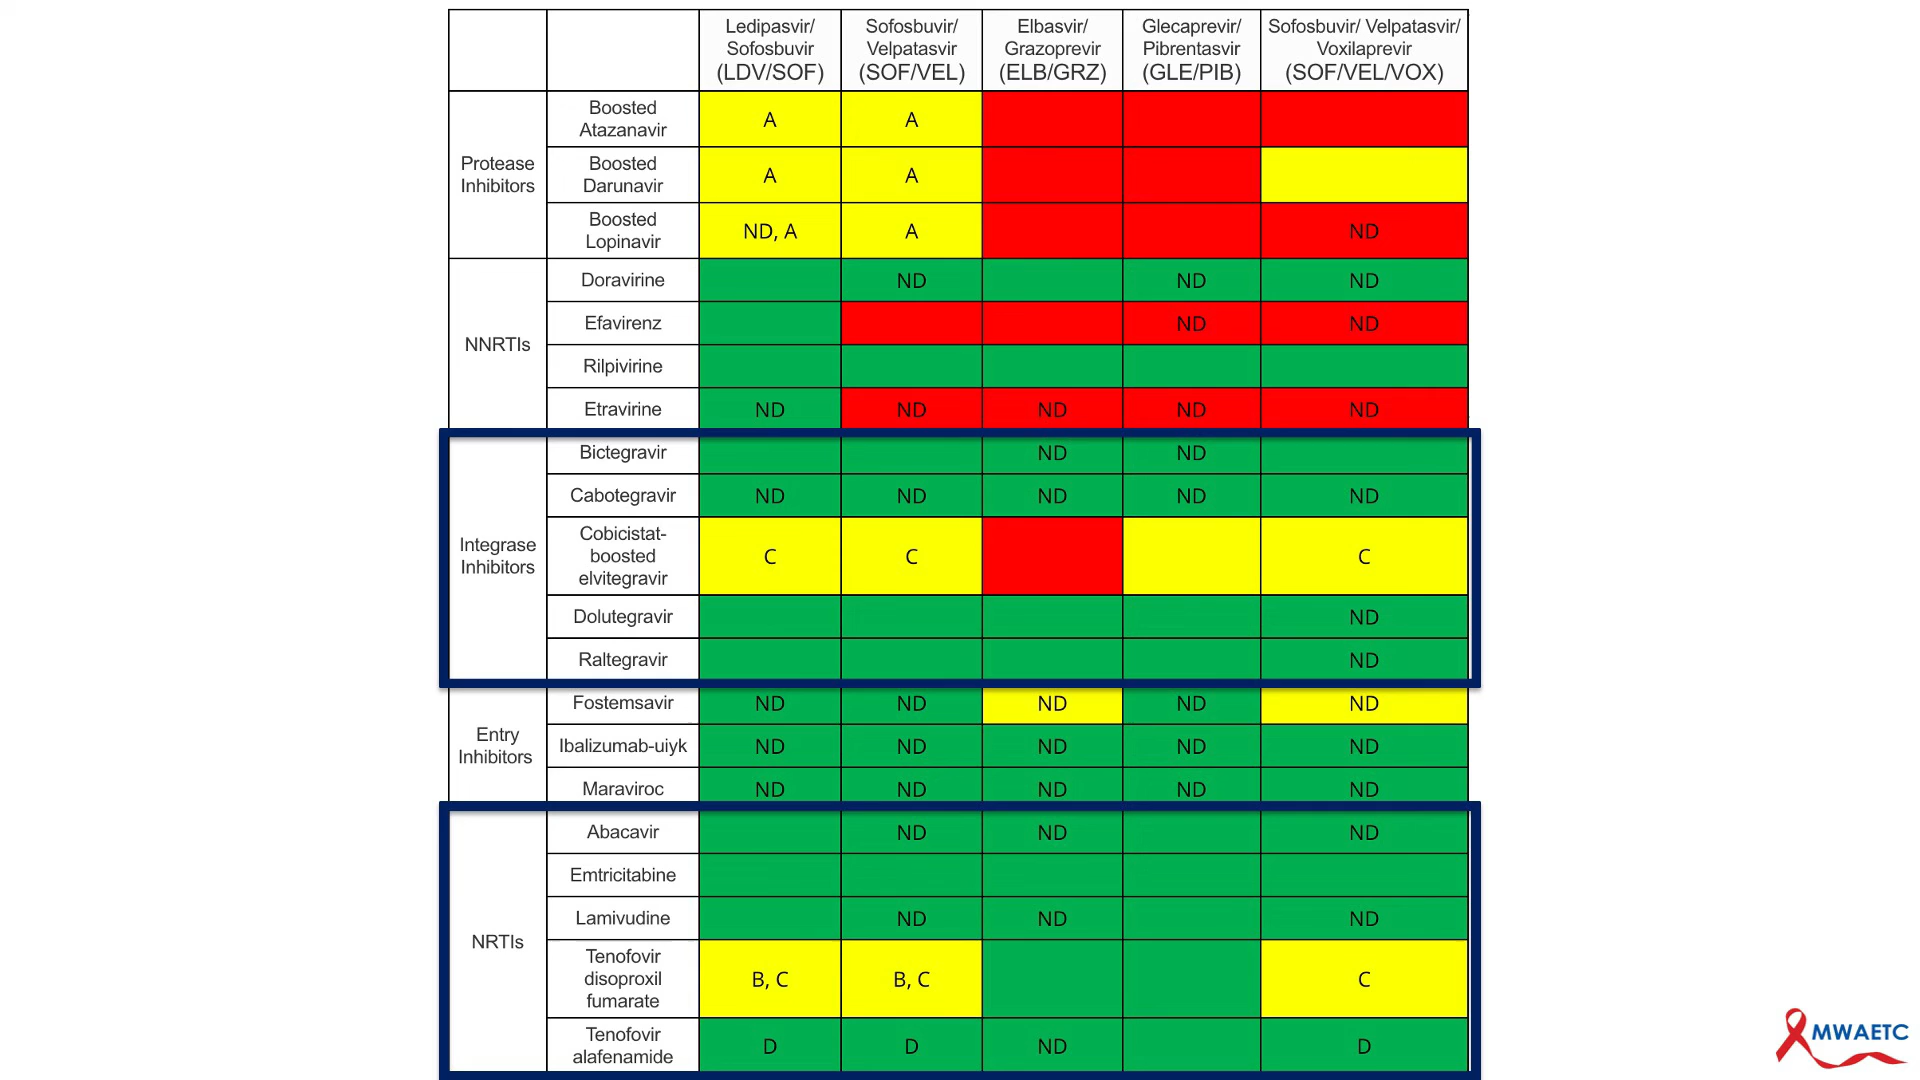 Ledipasvir/
Sofosbuvir
(LDV/SOF)
Sofosbuvir/
Velpatasvir
(SOF/VEL)
Elbasvir/
Grazoprevir
(ELB/GRZ)
Glecaprevir/
Pibrentasvir
(GLE/PIB)
Sofosbuvir/ Velpatasvir/
Voxilaprevir
(SOF/VEL/VOX)
Protease
Inhibitors
Boosted
Atazanavir
A
A
Boosted
Darunavir
A
A
Boosted
Lopinavir
ND, A
A
ND
NNRTIs
Doravirine
ND
ND
ND
Efavirenz
ND
ND
Rilpivirine
Etravirine
ND
ND
ND
ND
ND
Integrase
Inhibitors
Bictegravir
ND
ND
Cabotegravir
ND
ND
ND
ND
ND
Cobicistat-
boosted
elvitegravir
C
C
C
Dolutegravir
ND
Raltegravir
ND
Entry
Inhibitors
Fostemsavir
ND
ND
ND
ND
ND
Ibalizumab-uiyk
ND
ND
ND
ND
ND
Maraviroc
ND
ND
ND
ND
ND
NRTIs
Abacavir
ND
ND
ND
Emtricitabine
Lamivudine
ND
ND
ND
Tenofovir
disoproxil
fumarate
B, C
B, C
C
Tenofovir
alafenamide
D
D
ND
D
MWAETC